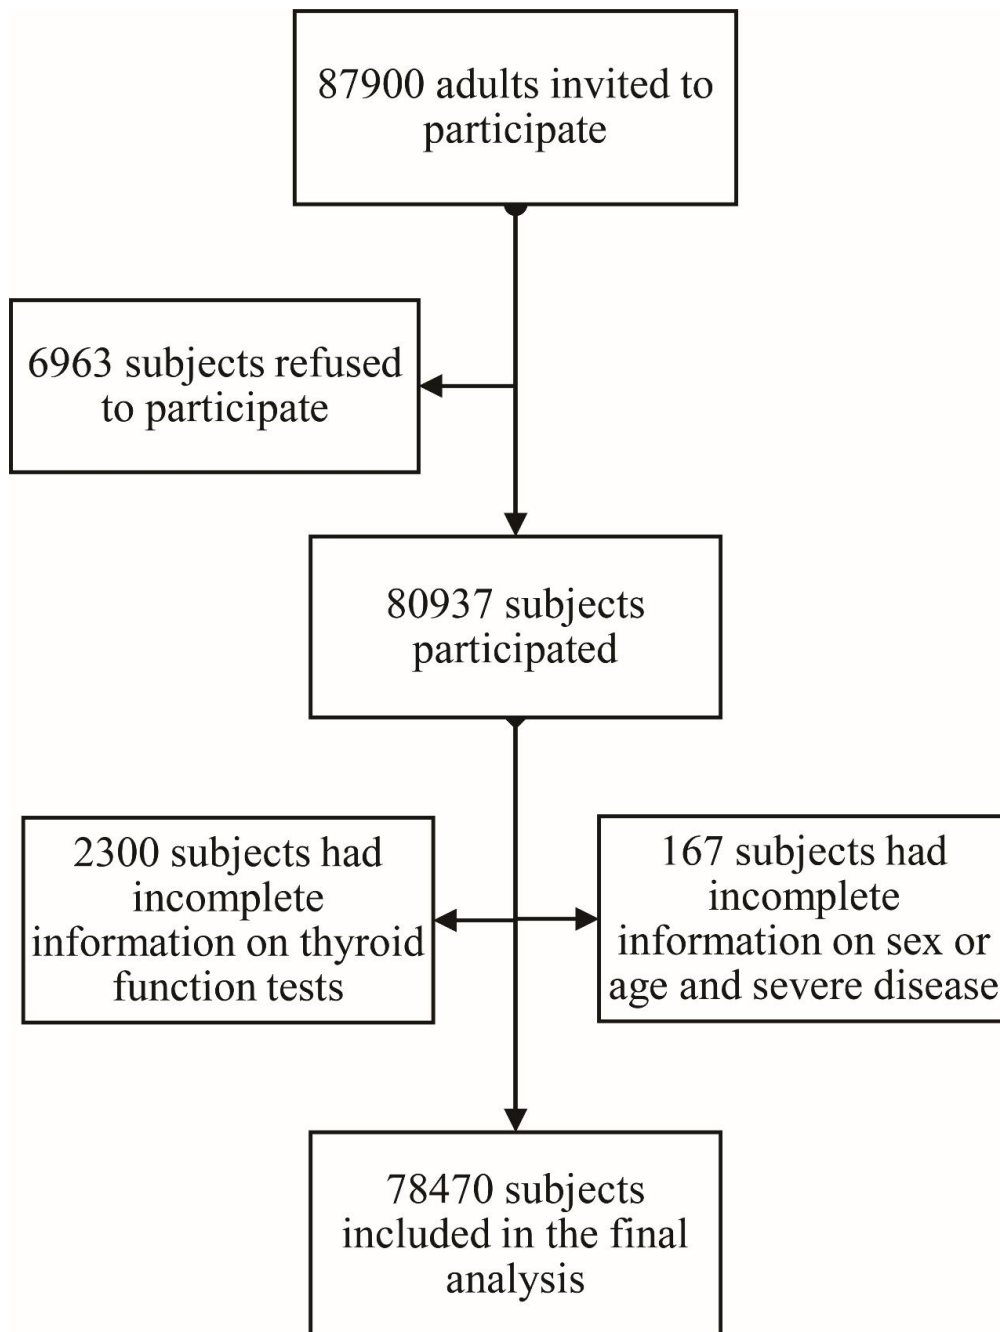 87900 adults invited to
participate
6963 subjects refused
to participate
80937 subjects
participated
2300 subjects had
incomplete
information on thyroid
function tests
167 subjects had
incomplete
information on sex or
age and severe disease
78470 subjects
included in the final
analysis